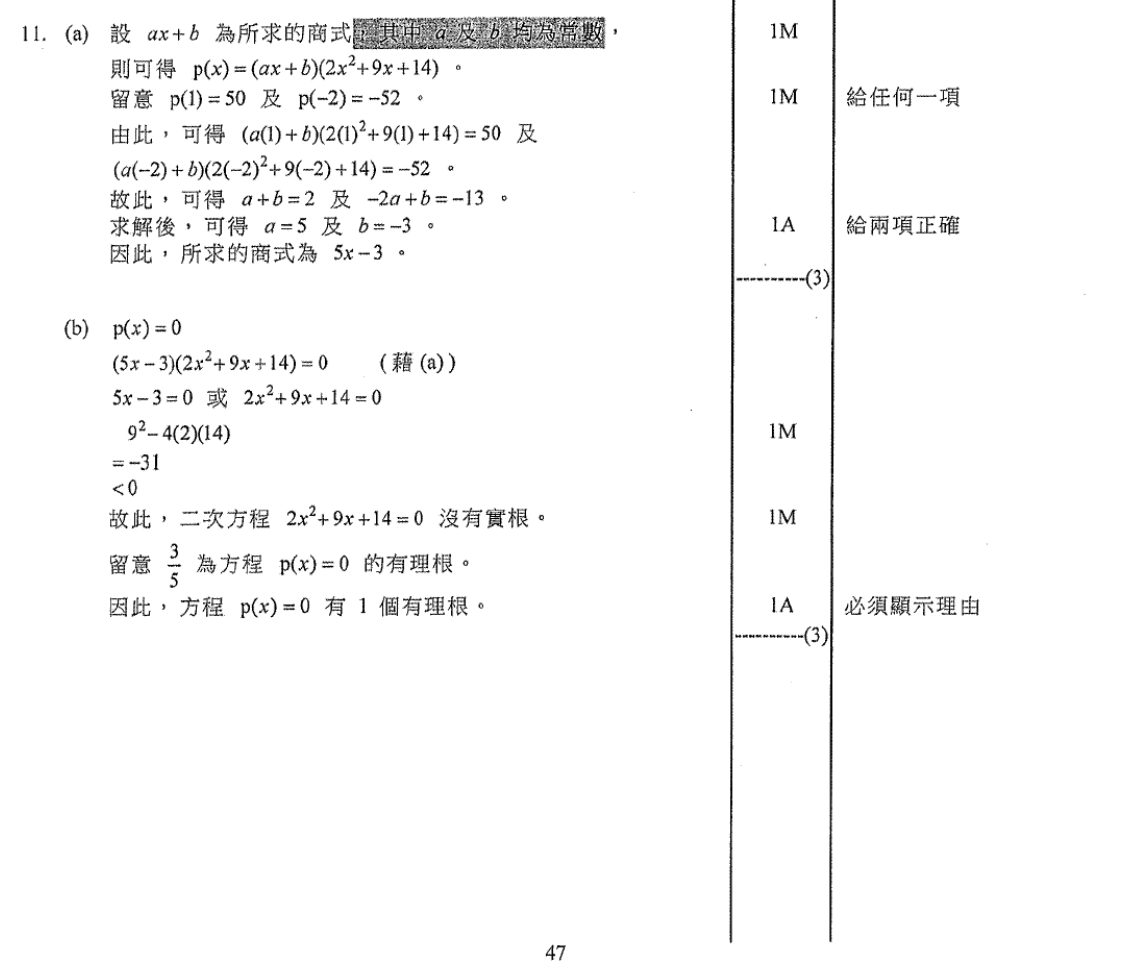 11. (a) 設 ax+b 為所求的商式,其中 a 及 b 均為常數, 1M
則可得 p(x)=(ax+b)(2x²+9x+14) 。
留意 p(1)=50 及 p(−2)=−52 。 1M 給任何一項
由此,可得 (a(1)+b)(2(1)²+9(1)+14)=50 及
(a(−2)+b)(2(−2)²+9(−2)+14)=−52 。
故此,可得 a+b=2 及 −2a+b=−13 。
求解後,可得 a=5 及 b=−3 。 1A 給兩項正確
因此,所求的商式為 5x−3 。
----------(3)
(b) p(x)=0
(5x−3)(2x²+9x+14)=0 (藉 (a))
5x−3=0 或 2x²+9x+14=0
9²−4(2)(14) 1M
=−31
<0
故此,二次方程 2x²+9x+14=0 沒有實根。 1M
留意 3/5 為方程 p(x)=0 的有理根。
因此,方程 p(x)=0 有 1 個有理根。 1A 必須顯示理由
----------(3)
47